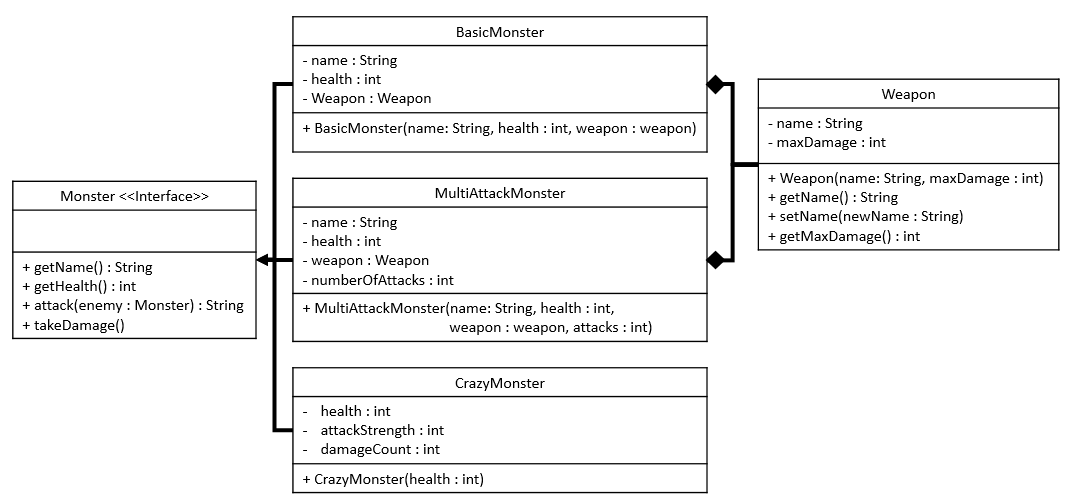 BasicMonster
- name : String
- health : int
- Weapon : Weapon
+ BasicMonster(name: String, health : int, weapon : weapon)
Weapon
- name : String
- maxDamage : int
+ Weapon(name: String, maxDamage : int)
+ getName() : String
+ setName(newName : String)
+ getMaxDamage() : int
Monster <<Interface>>
+ getName() : String
+ getHealth() : int
+ attack(enemy : Monster) : String
+ takeDamage()
MultiAttackMonster
- name : String
- health : int
- weapon : Weapon
- numberOfAttacks : int
+ MultiAttackMonster(name: String, health : int,
weapon : weapon, attacks : int)
CrazyMonster
- health : int
- attackStrength : int
- damageCount : int
+ CrazyMonster(health : int)